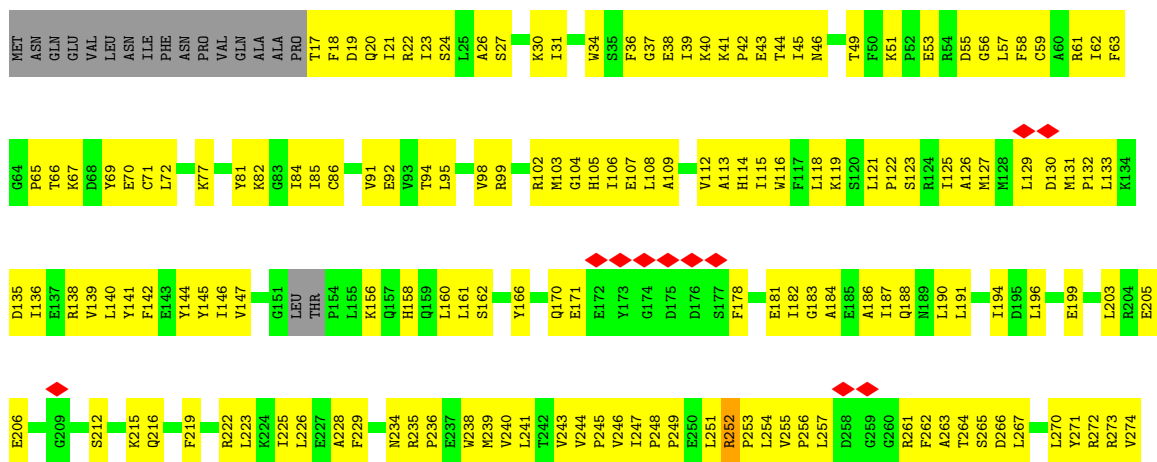 MET ASN GLN GLU VAL LEU ASN ILE PHE ASN PRO VAL GLN ALA ALA PRO T17 F18 D19 Q20 I21 R22 I23 S24 L25 A26 S27 K30 I31 W34 S35 F36 G37 E38 I39 K40 K41 P42 E43 T44 I45 N46 T49 F50 K51 P52 E53 R54 D55 G56 L57 F58 C59 A60 R61 I62 F63
G64 P65 T66 K67 D68 Y69 E70 C71 L72 K77 Y81 K82 G83 I84 I85 C86 V91 E92 V93 T94 L95 V98 R99 R102 M103 G104 H105 I106 E107 L108 A109 V112 A113 H114 I115 W116 F117 L118 K119 S120 L121 P122 S123 R124 I125 A126 M127 M128 L129 D130 M131 P132 L133 K134
D135 I136 E137 R138 V139 L140 Y141 F142 E143 Y144 Y145 I146 V147 G151 LEU THR P154 L155 K156 Q157 H158 Q159 L160 L161 S162 Y166 Q170 E171 E172 Y173 G174 D175 D176 S177 F178 E181 I182 G183 A184 E185 A186 I187 Q188 N189 L190 L191 I194 D195 L196 E199 L203 R204 E205
E206 G209 S212 K215 Q216 F219 R222 L223 K224 I225 L226 E227 A228 F229 N234 R235 P236 E237 W238 M239 V240 L241 T242 V243 V244 P245 V246 I247 P248 P249 E250 L251 R252 P253 L254 V255 P256 L257 D258 G259 G260 R261 F262 A263 T264 S265 D266 L267 L270 Y271 R272 R273 V274